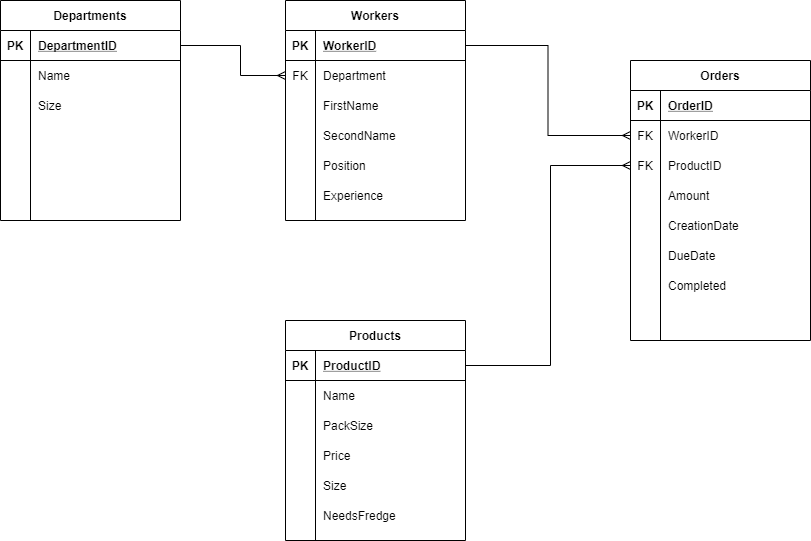 Departments
PK DepartmentID
Name
Size
Workers
PK WorkerID
FK Department
FirstName
SecondName
Position
Experience
Orders
PK OrderID
FK WorkerID
FK ProductID
Amount
CreationDate
DueDate
Completed
Products
PK ProductID
Name
PackSize
Price
Size
NeedsFredge